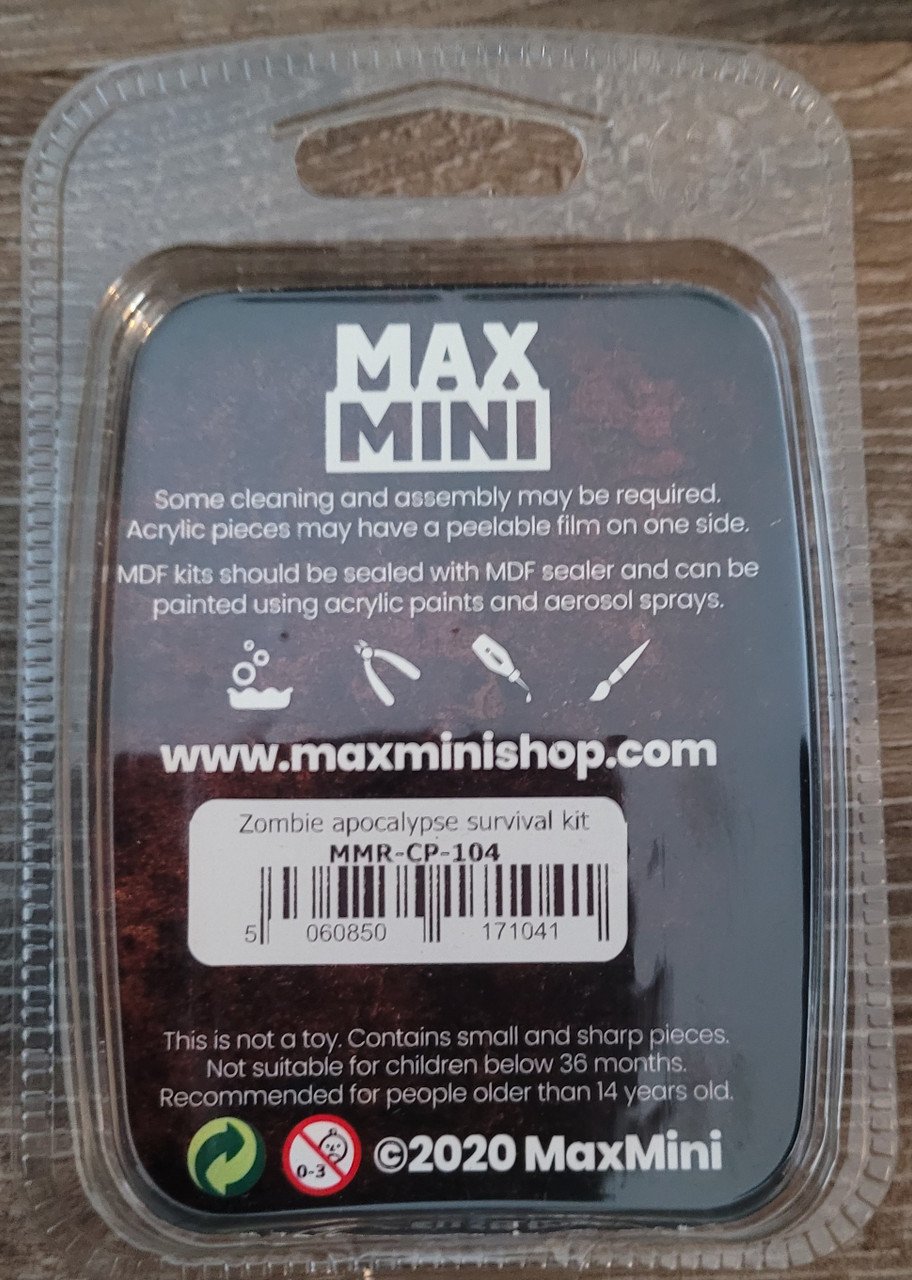 MAX
MINI
Some cleaning and assembly may be required.
Acrylic pieces may have a peelable film on one side.
MDF kits should be sealed with MDF sealer and can be
painted using acrylic paints and aerosol sprays.
www.maxminishop.com
Zombie apocalypse survival kit
MMR-CP-104
5 060850 171041
This is not a toy. Contains small and sharp pieces.
Not suitable for children below 36 months.
Recommended for people older than 14 years old.
0-3 ©2020 MaxMini